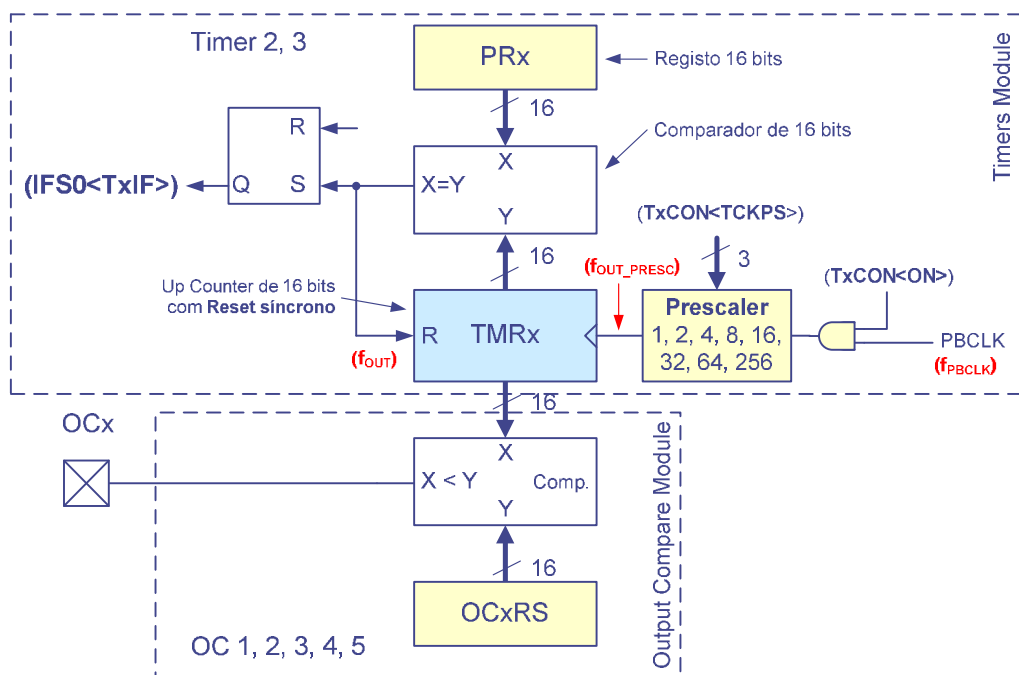 Timer 2, 3
PRx
Registo 16 bits
Timers Module
16
Comparador de 16 bits
R
X
(IFS0<TxIF>)
Q
S
X=Y
Y
(TxCON<TCKPS>)
16
3
(fOUT_PRESC)
(TxCON<ON>)
Up Counter de 16 bits
com Reset síncrono
Prescaler
1, 2, 4, 8, 16,
32, 64, 256
R
TMRx
PBCLK
(fOUT)
(fPBCLK)
16
OCx
X
X < Y
Comp.
Y
Output Compare Module
16
OCxRS
OC 1, 2, 3, 4, 5